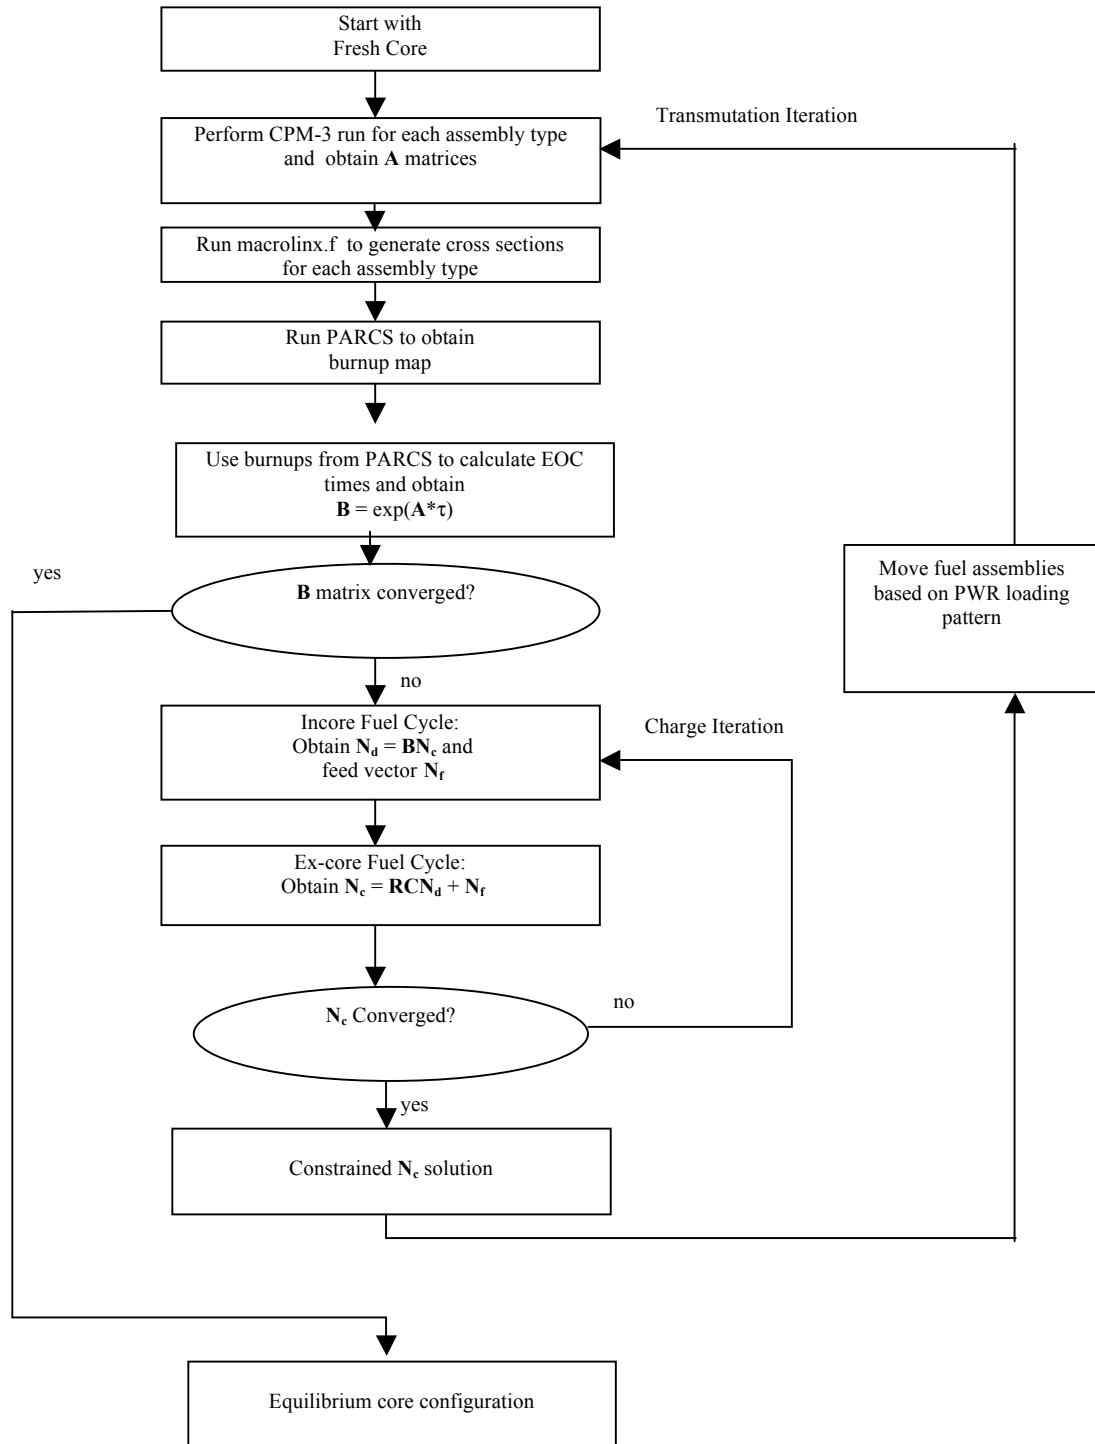 Start with
Fresh Core
Transmutation Iteration
Perform CPM-3 run for each assembly type
and obtain A matrices
Run macrolinx.f to generate cross sections
for each assembly type
Run PARCS to obtain
burnup map
Use burnups from PARCS to calculate EOC
times and obtain
B = exp(A*τ)
yes
B matrix converged?
Move fuel assemblies
based on PWR loading
pattern
no
Incore Fuel Cycle:
Obtain Nd = BNc and
feed vector Nf
Charge Iteration
Ex-core Fuel Cycle:
Obtain Nc = RCNd + Nf
Nc Converged?
no
yes
Constrained Nc solution
Equilibrium core configuration